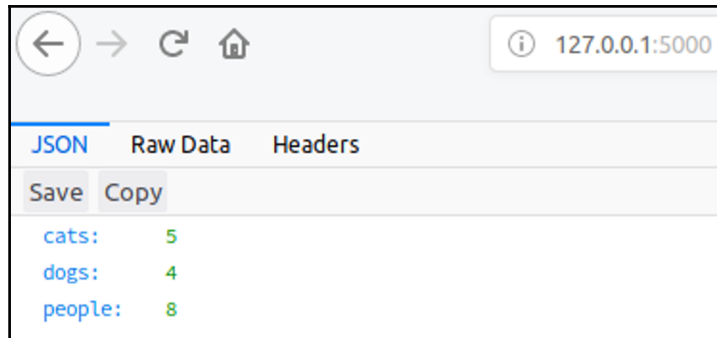 127.0.0.1:5000
JSON Raw Data Headers
Save Copy
cats: 5
dogs: 4
people: 8